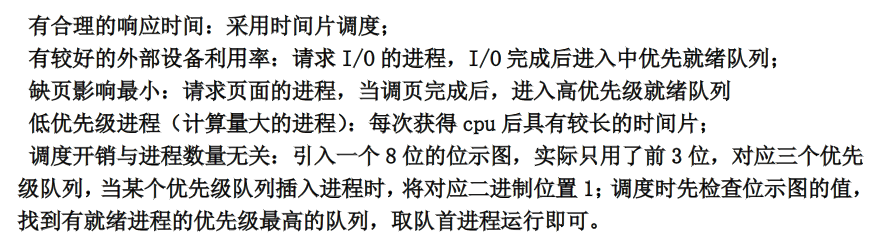 有合理的响应时间：采用时间片调度；
有较好的外部设备利用率：请求 I/O 的进程，I/O 完成后进入中优先就绪队列；
缺页影响最小：请求页面的进程，当调页完成后，进入高优先级就绪队列
低优先级进程（计算量大的进程）：每次获得 cpu 后具有较长的时间片；
调度开销与进程数量无关：引入一个 8 位的位示图，实际只用了前 3 位，对应三个优先
级队列，当某个优先级队列插入进程时，将对应二进制位置 1；调度时先检查位示图的值，
找到有就绪进程的优先级最高的队列，取队首进程运行即可。